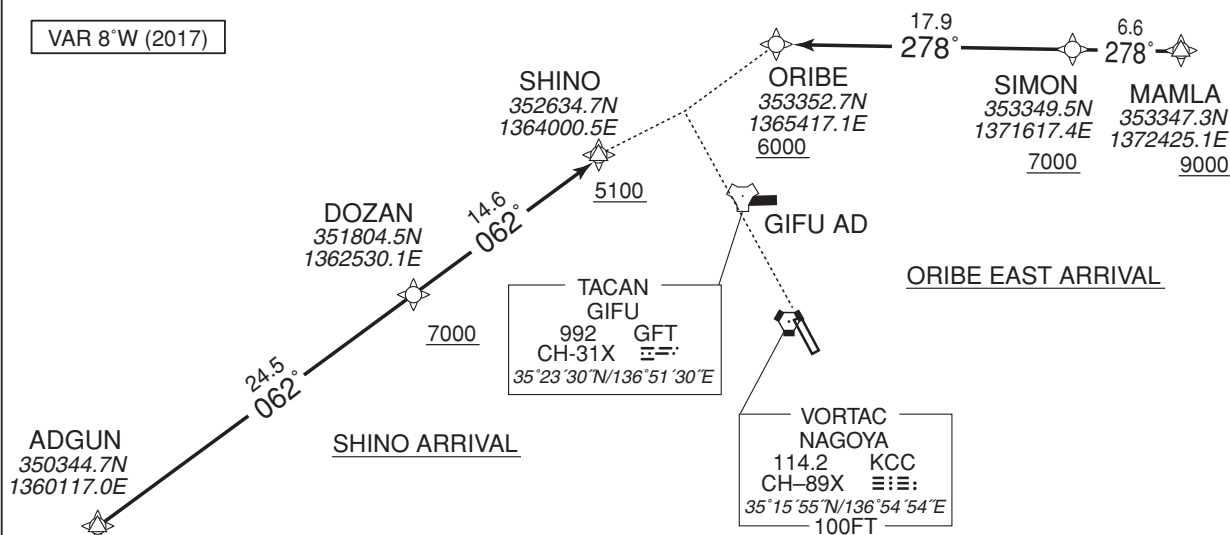 VAR 8°W (2017)
17.9
278°
6.6
278°
SHINO
352634.7N
1364000.5E
5100
ORIBE
353352.7N
1365417.1E
6000
SIMON
353349.5N
1371617.4E
7000
MAMLA
353347.3N
1372425.1E
9000
DOZAN
351804.5N
1362530.1E
7000
14.6
062°
GIFU AD
ORIBE EAST ARRIVAL
TACAN
GIFU
992 GFT
CH-31X
35°23´30˝N/136°51´30˝E
24.5
062°
SHINO ARRIVAL
ADGUN
350344.7N
1360117.0E
VORTAC
NAGOYA
114.2 KCC
CH–89X
35°15´55˝N/136°54´54˝E
100FT